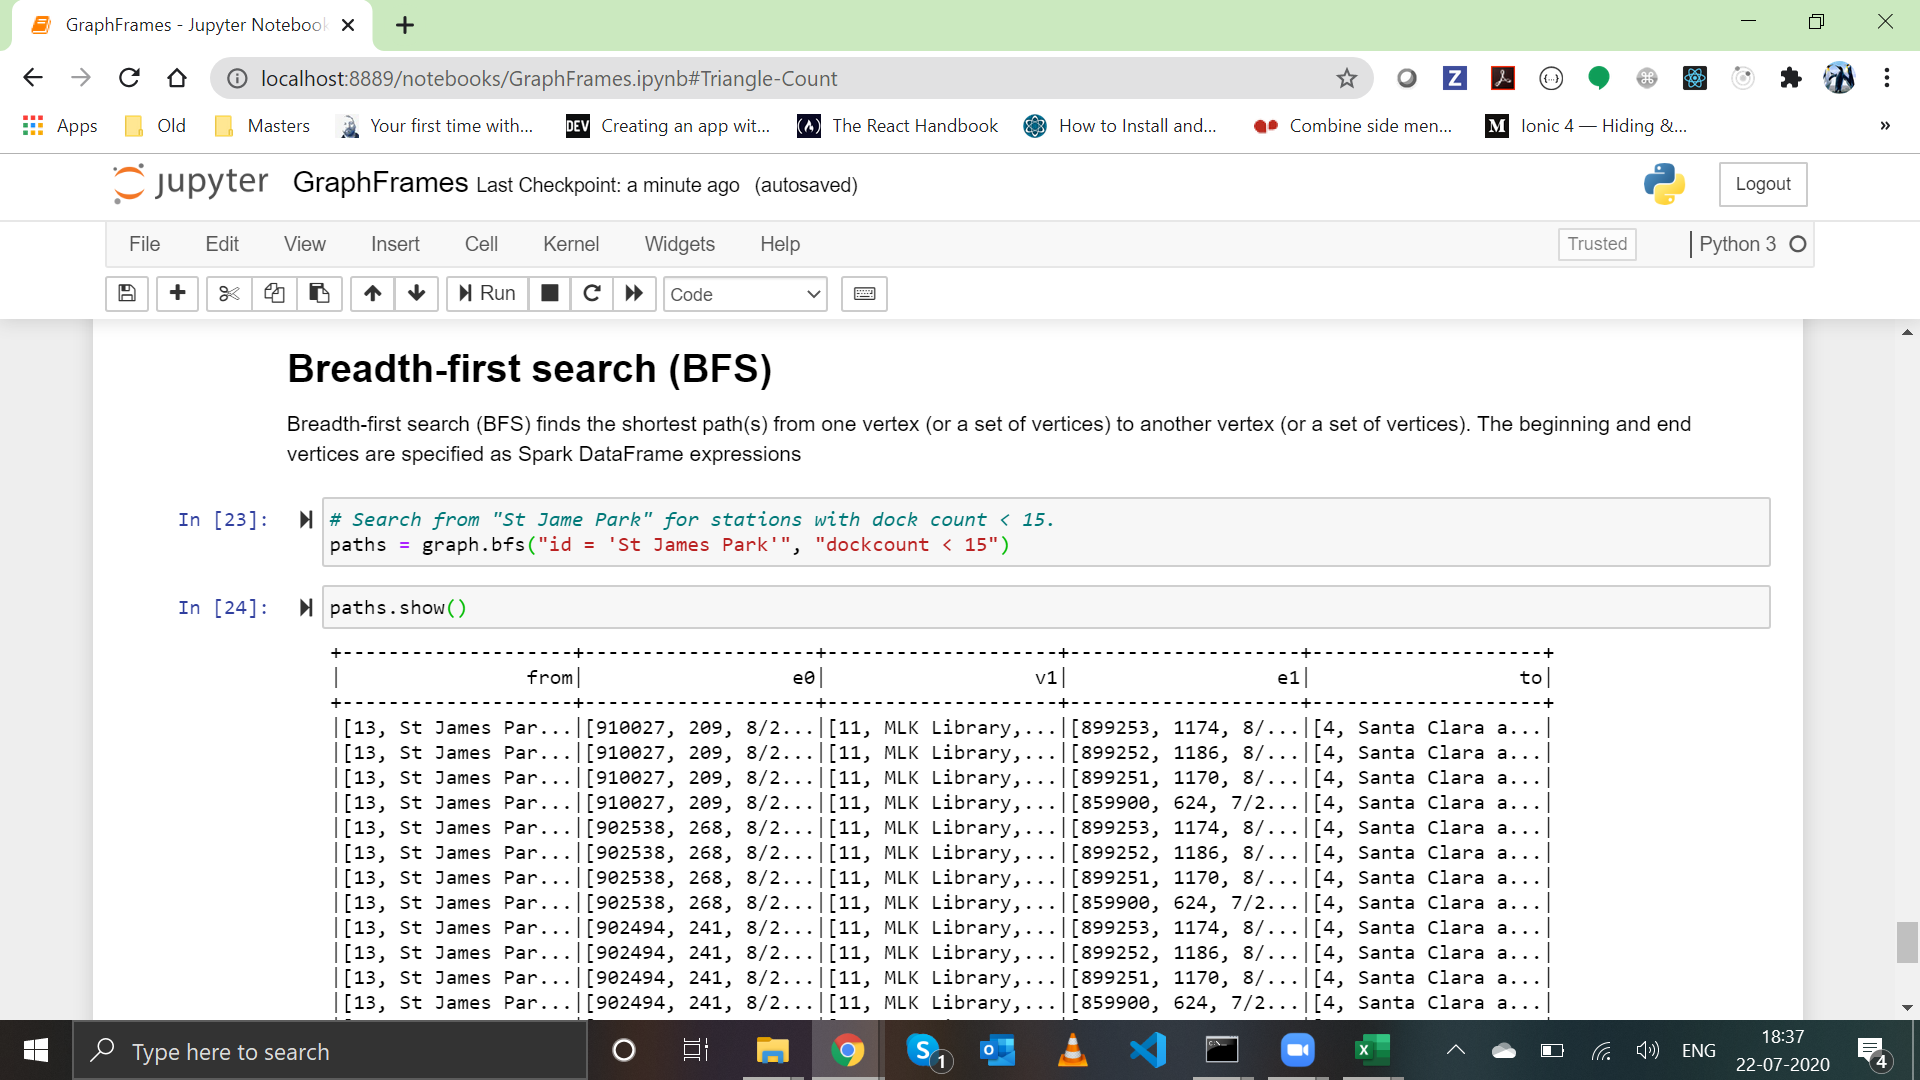 GraphFrames - Jupyter Notebook
localhost:8889/notebooks/GraphFrames.ipynb#Triangle-Count
Apps Old Masters Your first time with... DEV Creating an app wit... The React Handbook How to Install and... Combine side men... M Ionic 4 — Hiding &... »
jupyter GraphFrames Last Checkpoint: a minute ago (autosaved) Logout
File Edit View Insert Cell Kernel Widgets Help Trusted Python 3
Run Code
Breadth-first search (BFS)
Breadth-first search (BFS) finds the shortest path(s) from one vertex (or a set of vertices) to another vertex (or a set of vertices). The beginning and end
vertices are specified as Spark DataFrame expressions
In [23]: # Search from "St Jame Park" for stations with dock count < 15.
paths = graph.bfs("id = 'St James Park'", "dockcount < 15")
In [24]: paths.show()
+--------------------+--------------------+--------------------+--------------------+--------------------+
|                from|                  e0|                  v1|                  e1|                  to|
+--------------------+--------------------+--------------------+--------------------+--------------------+
|[13, St James Par...|[910027, 209, 8/2...|[11, MLK Library,...|[899253, 1174, 8/...|[4, Santa Clara a...|
|[13, St James Par...|[910027, 209, 8/2...|[11, MLK Library,...|[899252, 1186, 8/...|[4, Santa Clara a...|
|[13, St James Par...|[910027, 209, 8/2...|[11, MLK Library,...|[899251, 1170, 8/...|[4, Santa Clara a...|
|[13, St James Par...|[910027, 209, 8/2...|[11, MLK Library,...|[859900, 624, 7/2...|[4, Santa Clara a...|
|[13, St James Par...|[902538, 268, 8/2...|[11, MLK Library,...|[899253, 1174, 8/...|[4, Santa Clara a...|
|[13, St James Par...|[902538, 268, 8/2...|[11, MLK Library,...|[899252, 1186, 8/...|[4, Santa Clara a...|
|[13, St James Par...|[902538, 268, 8/2...|[11, MLK Library,...|[899251, 1170, 8/...|[4, Santa Clara a...|
|[13, St James Par...|[902538, 268, 8/2...|[11, MLK Library,...|[859900, 624, 7/2...|[4, Santa Clara a...|
|[13, St James Par...|[902494, 241, 8/2...|[11, MLK Library,...|[899253, 1174, 8/...|[4, Santa Clara a...|
|[13, St James Par...|[902494, 241, 8/2...|[11, MLK Library,...|[899252, 1186, 8/...|[4, Santa Clara a...|
|[13, St James Par...|[902494, 241, 8/2...|[11, MLK Library,...|[899251, 1170, 8/...|[4, Santa Clara a...|
|[13, St James Par...|[902494, 241, 8/2...|[11, MLK Library,...|[859900, 624, 7/2...|[4, Santa Clara a...|
Type here to search S 1 ENG 18:37
22-07-2020 4